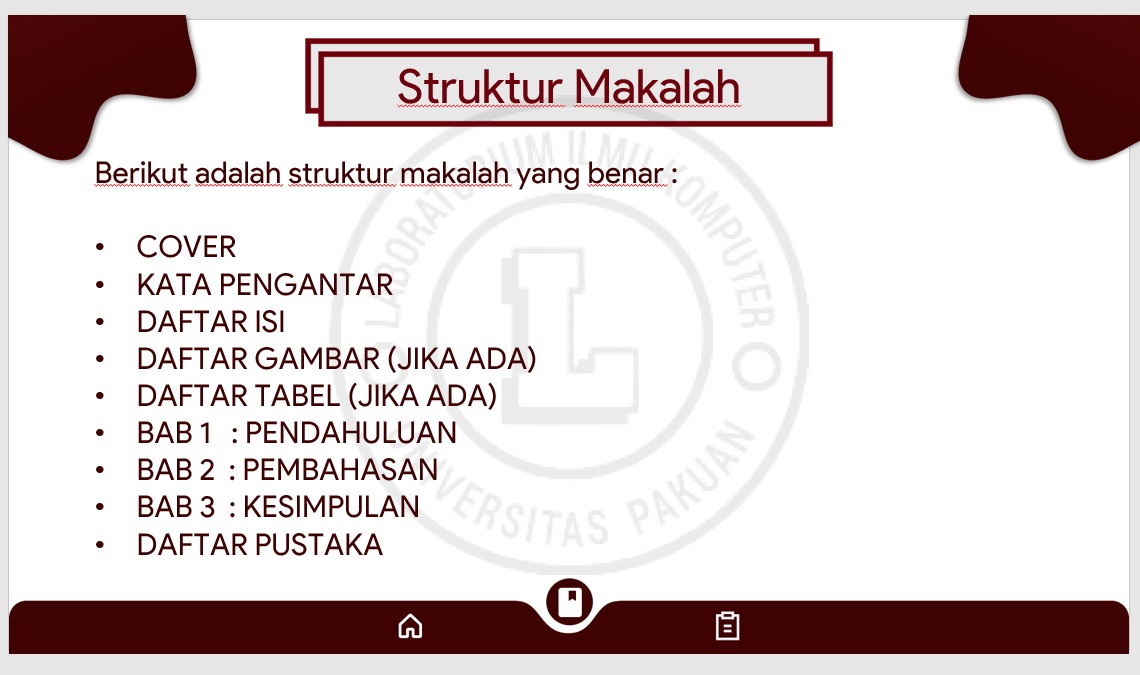 Struktur Makalah
Berikut adalah struktur makalah yang benar :
• COVER
• KATA PENGANTAR
• DAFTAR ISI
• DAFTAR GAMBAR (JIKA ADA)
• DAFTAR TABEL (JIKA ADA)
• BAB 1 : PENDAHULUAN
• BAB 2 : PEMBAHASAN
• BAB 3 : KESIMPULAN
• DAFTAR PUSTAKA
LABORATORIUM ILMU KOMPUTER
UNIVERSITAS PAKUAN
L